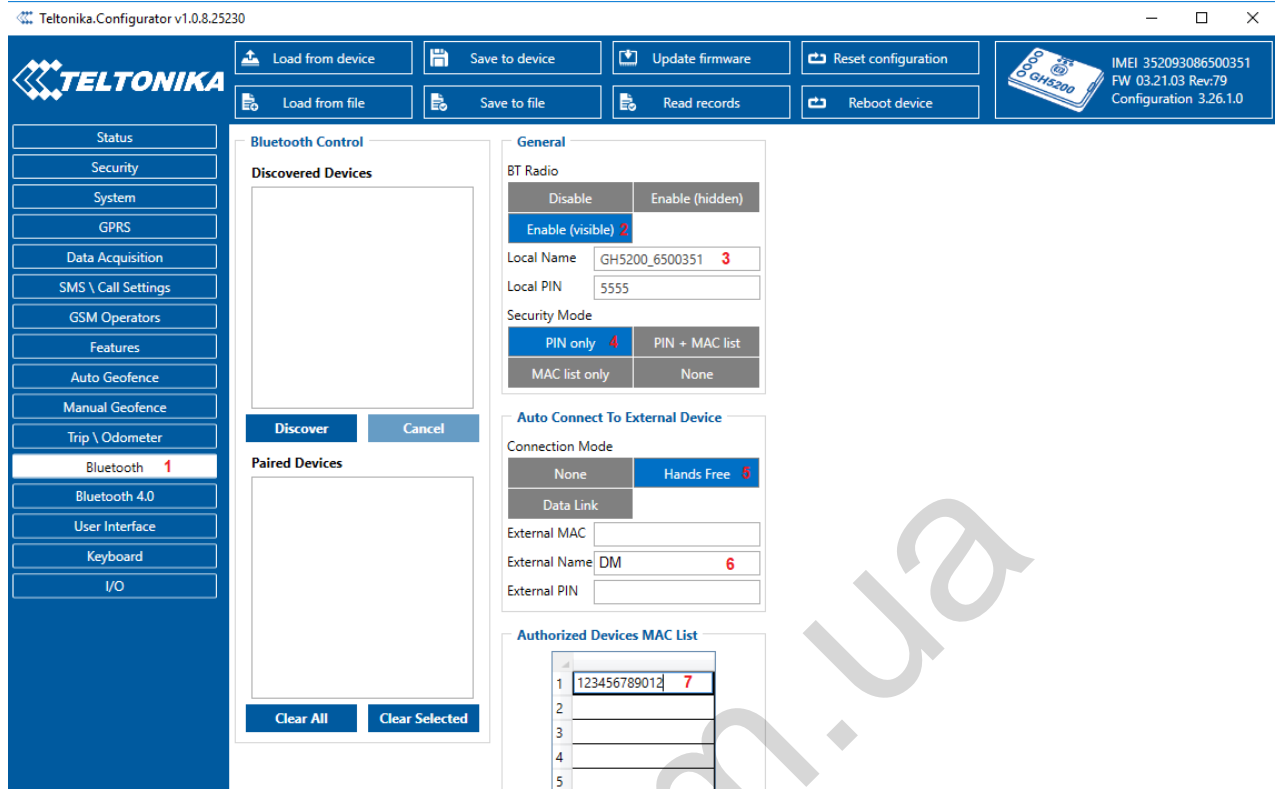 Teltonika.Configurator v1.0.8.25230
TELTONIKA
Load from device
Save to device
Update firmware
Reset configuration
Load from file
Save to file
Read records
Reboot device
GH5200
IMEI 352093086500351
FW 03.21.03 Rev:79
Configuration 3.26.1.0
Status
Security
System
GPRS
Data Acquisition
SMS \ Call Settings
GSM Operators
Features
Auto Geofence
Manual Geofence
Trip \ Odometer
Bluetooth 1
Bluetooth 4.0
User Interface
Keyboard
I/O
Bluetooth Control
Discovered Devices
Discover Cancel
Paired Devices
Clear All Clear Selected
General
BT Radio
Disable Enable (hidden)
Enable (visible) 2
Local Name GH5200_6500351 3
Local PIN 5555
Security Mode
PIN only 4 PIN + MAC list
MAC list only None
Auto Connect To External Device
Connection Mode
None Hands Free 5
Data Link
External MAC
External Name DM 6
External PIN
Authorized Devices MAC List
1 123456789012 7
2
3
4
5
m.ua